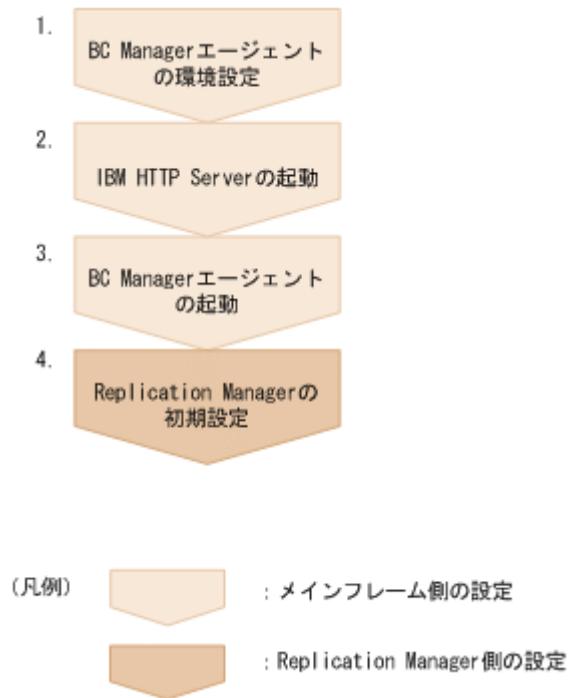 1.
BC Managerエージェント
の環境設定
2.
IBM HTTP Serverの起動
3.
BC Managerエージェント
の起動
4.
Replication Managerの
初期設定
(凡例)
：メインフレーム側の設定
：Replication Manager側の設定